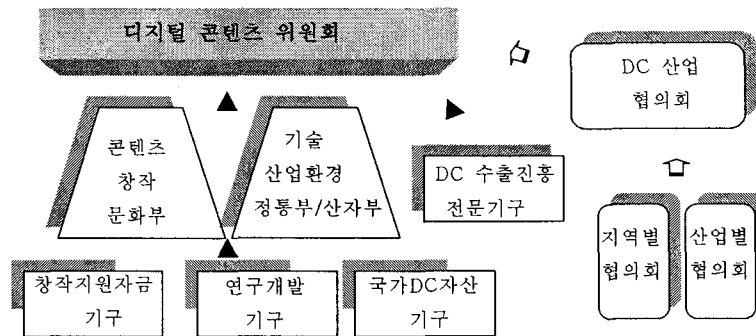 디지털 콘텐츠 위원회
DC 산업
협의회
콘텐츠
창작
문화부
기술
산업환경
정통부/산자부
DC 수출진흥
전문기구
지역별
협의회
산업별
협의회
창작지원자금
기구
연구개발
기구
국가DC자산
기구